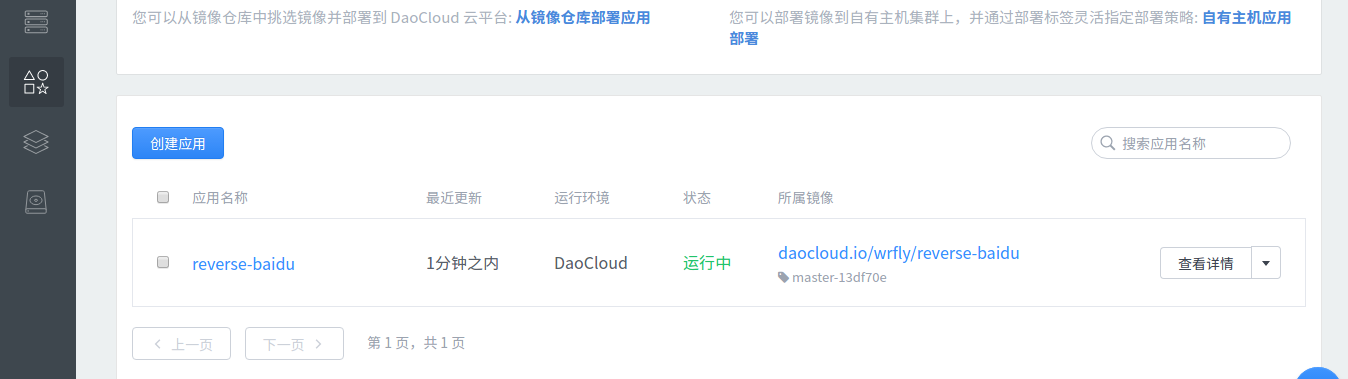 您可以从镜像仓库中挑选镜像并部署到 DaoCloud 云平台: 从镜像仓库部署应用
您可以部署镜像到自有主机集群上，并通过部署标签灵活指定部署策略: 自有主机应用
部署
创建应用
搜索应用名称
应用名称 最近更新 运行环境 状态 所属镜像
reverse-baidu 1分钟之内 DaoCloud 运行中 daocloud.io/wrfly/reverse-baidu 查看详情
master-13df70e
上一页 下一页 第 1 页，共 1 页